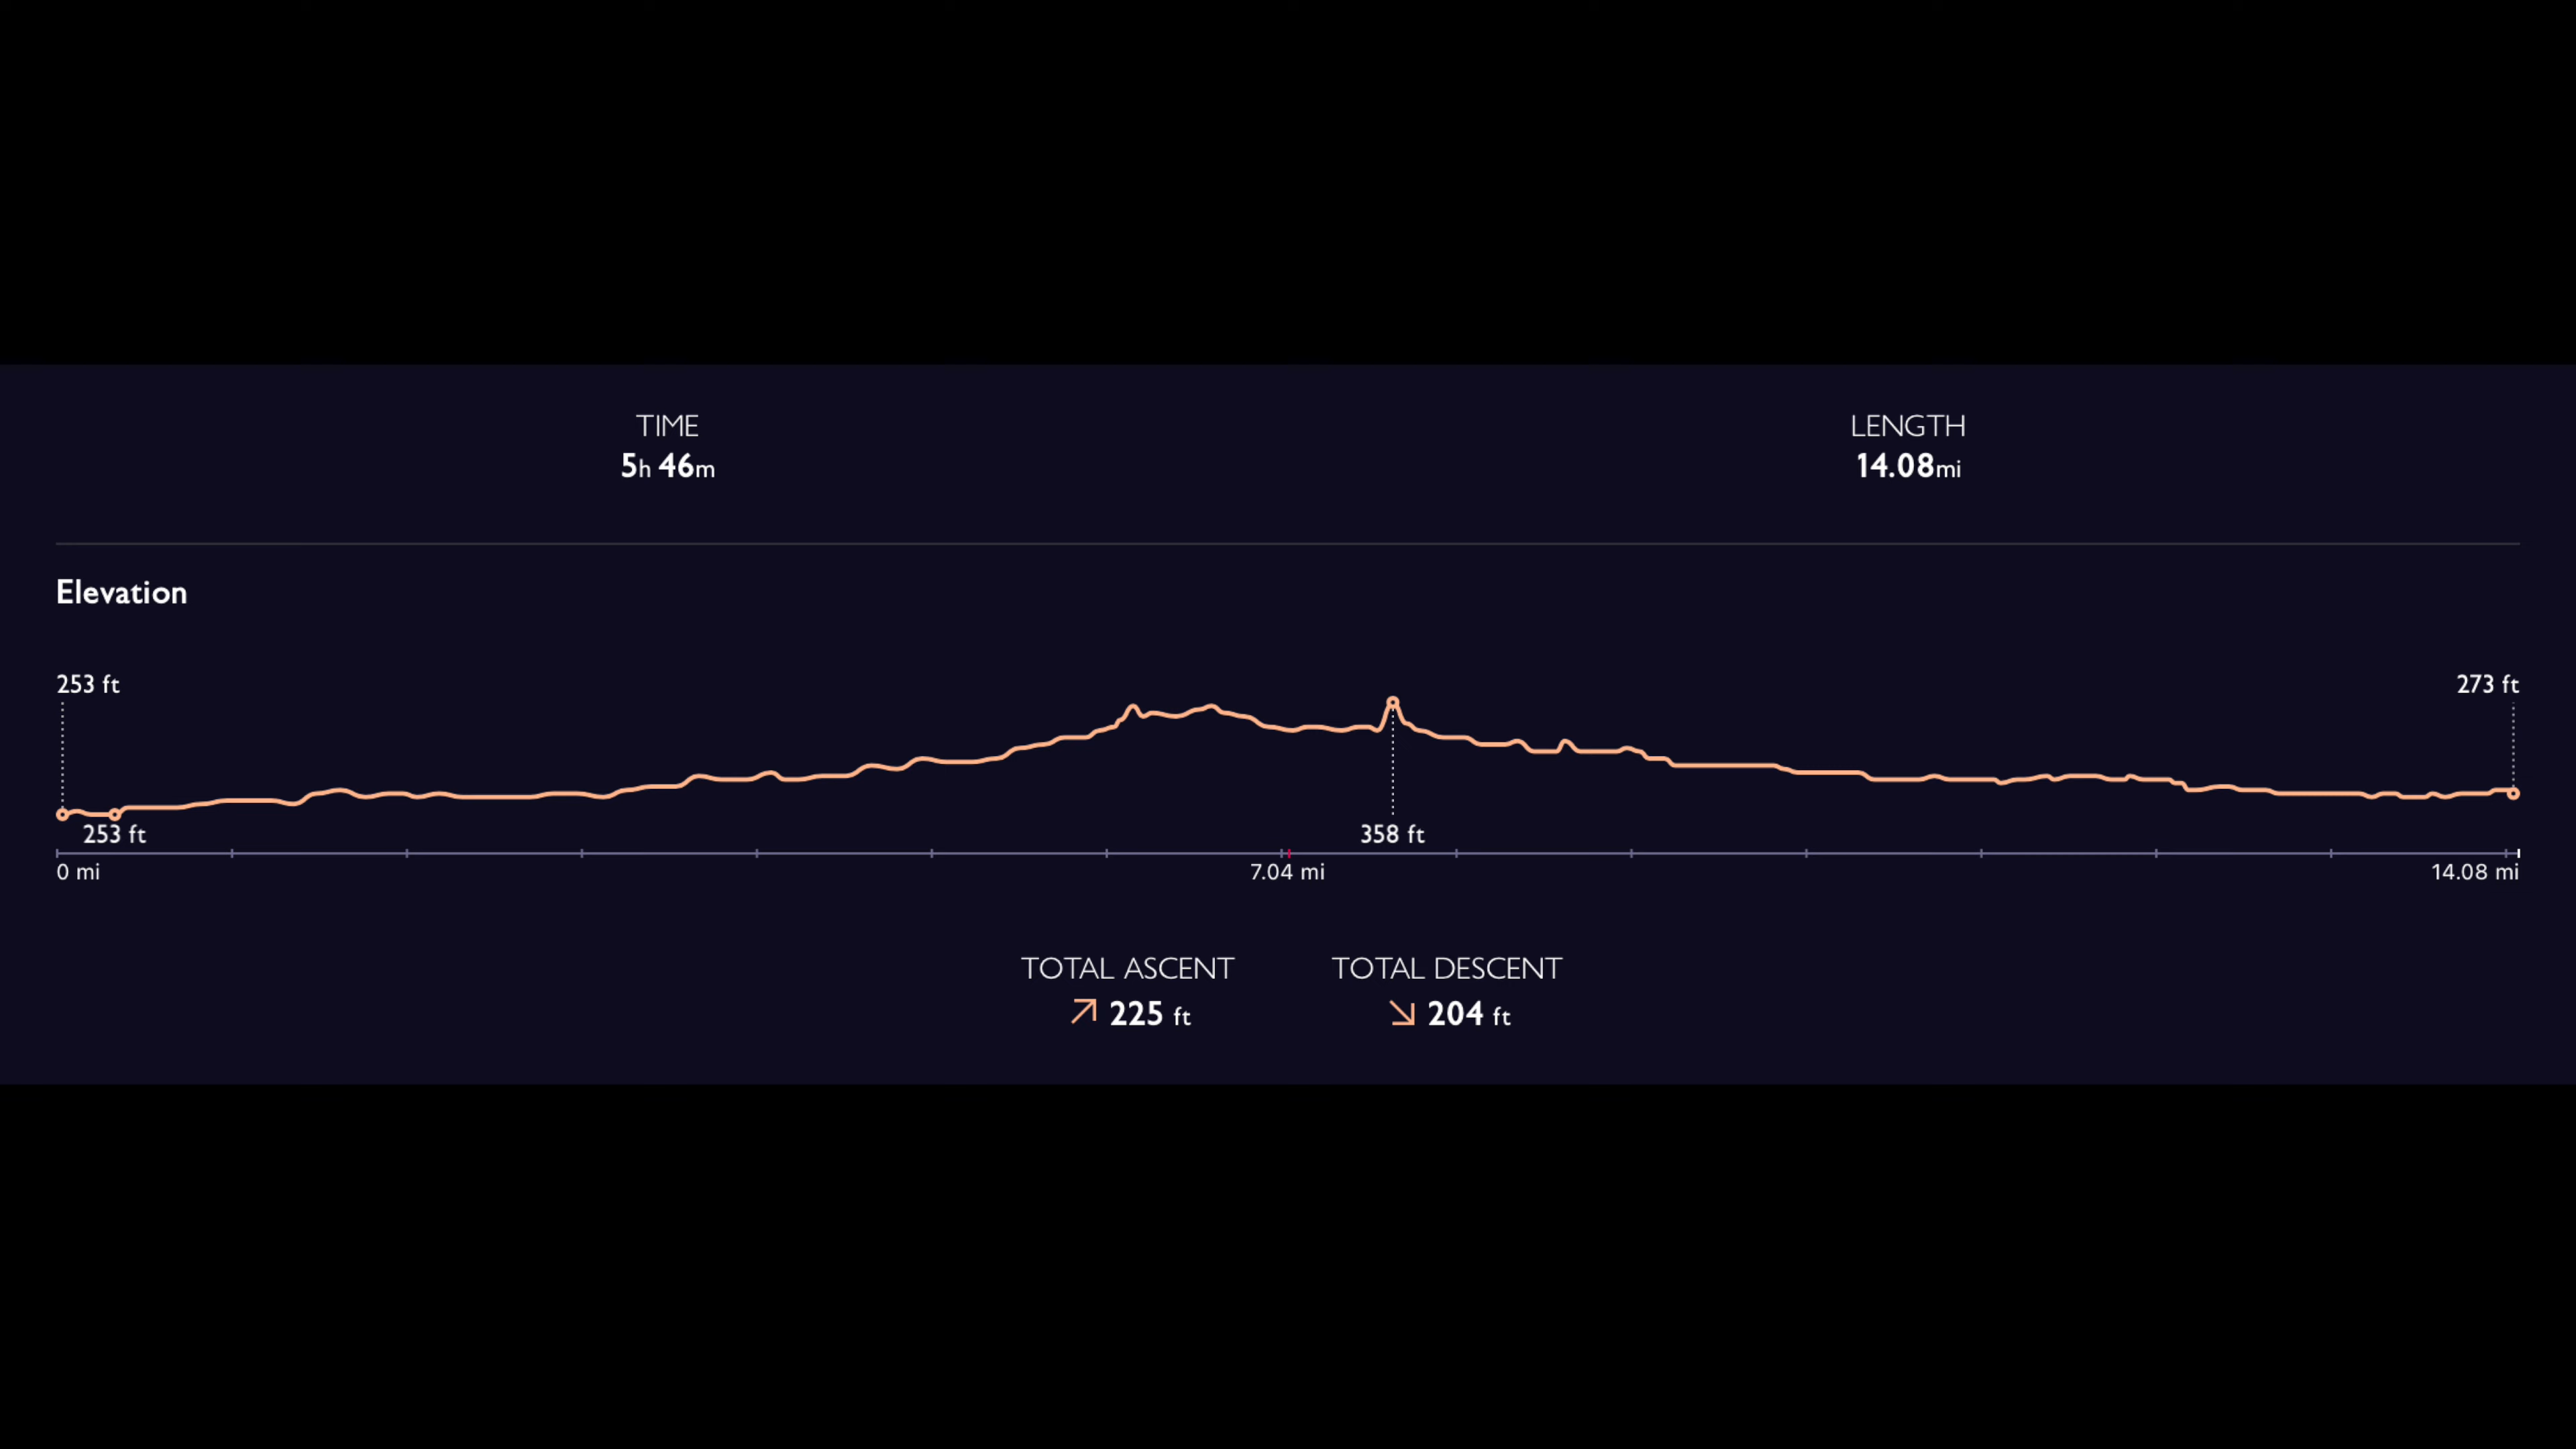 TIME
5h 46m
LENGTH
14.08mi
Elevation
253 ft
273 ft
253 ft
358 ft
0 mi
7.04 mi
14.08 mi
TOTAL ASCENT
225 ft
TOTAL DESCENT
204 ft